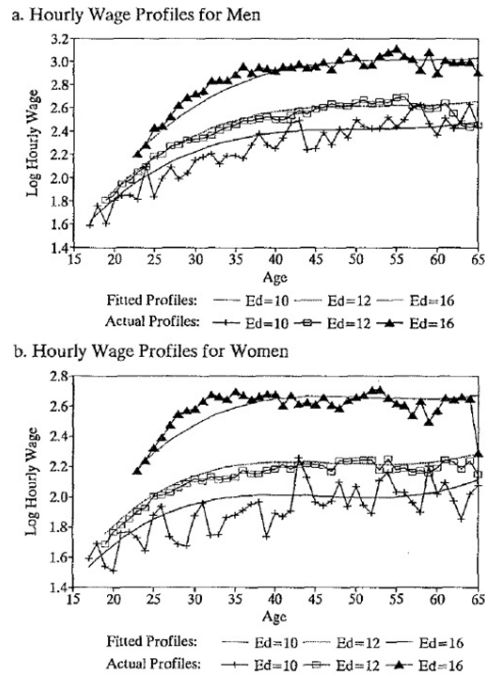 a. Hourly Wage Profiles for Men
3.2
3.0
2.8
2.6
2.4
2.2
2.0
1.8
1.6
1.4
Log Hourly Wage
15 20 25 30 35 40 45 50 55 60 65
Age
Fitted Profiles: Ed=10 Ed=12 Ed=16
Actual Profiles: Ed=10 Ed=12 Ed=16
b. Hourly Wage Profiles for Women
2.8
2.6
2.4
2.2
2.0
1.8
1.6
1.4
Log Hourly Wage
15 20 25 30 35 40 45 50 55 60 65
Age
Fitted Profiles: Ed=10 Ed=12 Ed=16
Actual Profiles: Ed=10 Ed=12 Ed=16